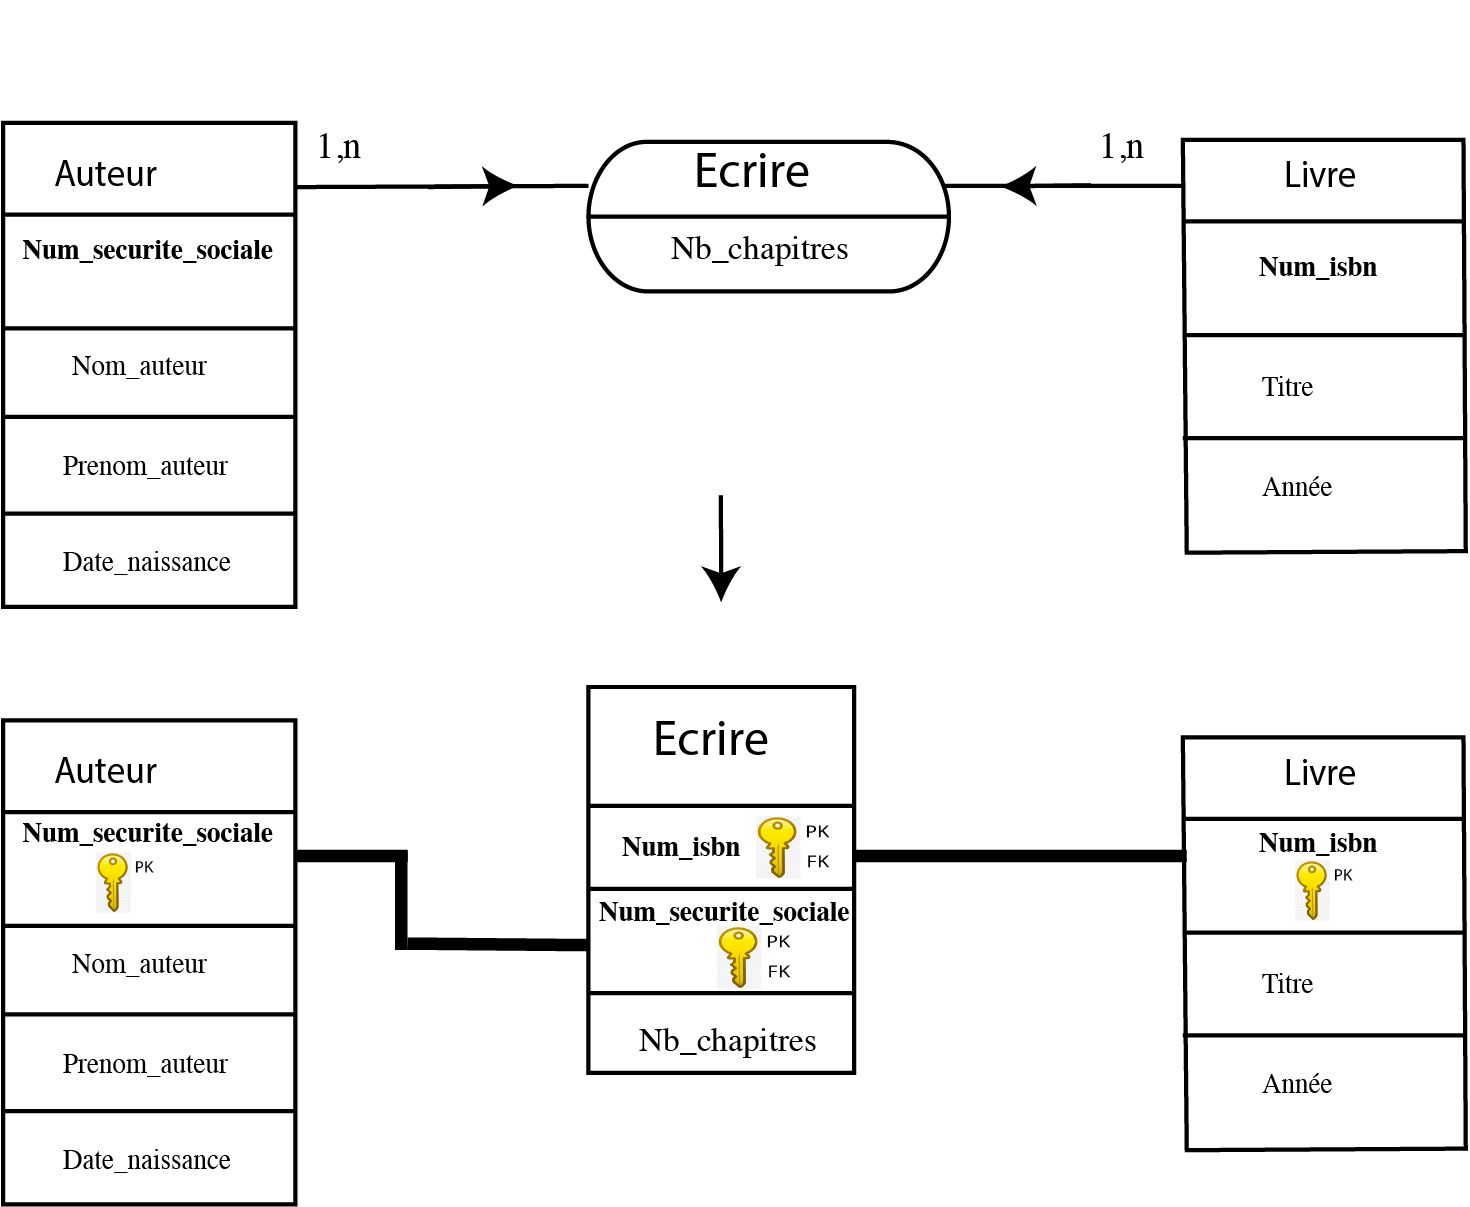 Auteur
Num_securite_sociale
Nom_auteur
Prenom_auteur
Date_naissance
1,n
Ecrire
Nb_chapitres
1,n
Livre
Num_isbn
Titre
Année
Auteur
Num_securite_sociale
PK
Nom_auteur
Prenom_auteur
Date_naissance
Ecrire
Num_isbn
PK
FK
Num_securite_sociale
PK
FK
Nb_chapitres
Livre
Num_isbn
PK
Titre
Année